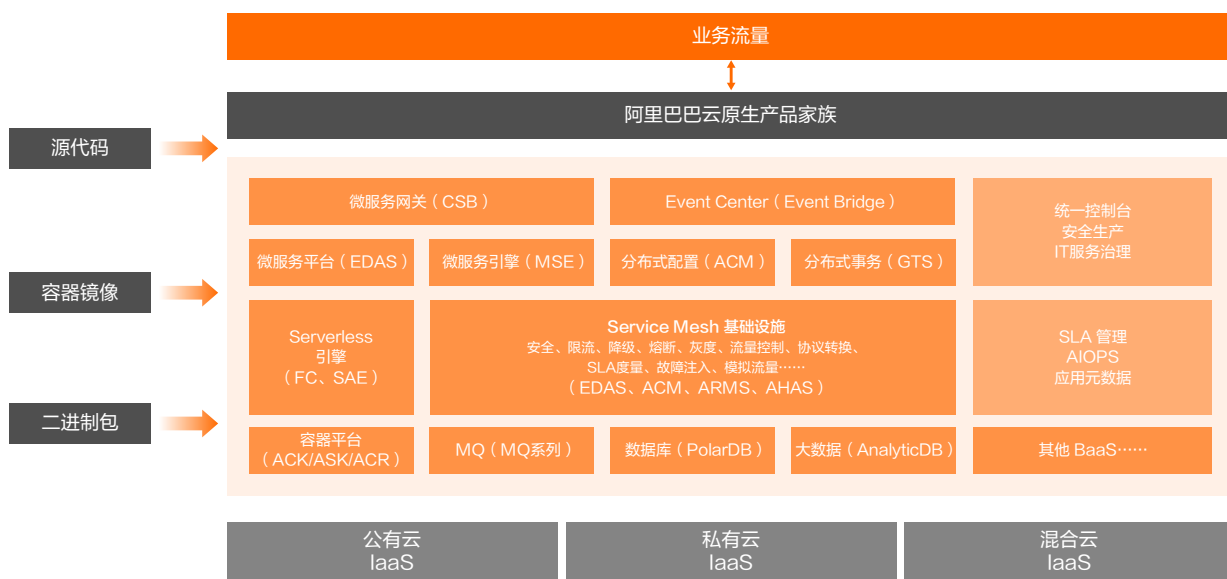 业务流量
阿里巴巴云原生产品家族
源代码
容器镜像
二进制包
微服务网关（CSB）
Event Center（Event Bridge）
统一控制台
安全生产
IT服务治理
微服务平台（EDAS）
微服务引擎（MSE）
分布式配置（ACM）
分布式事务（GTS）
Serverless
引擎
（FC、SAE）
Service Mesh 基础设施
安全、限流、降级、熔断、灰度、流量控制、协议转换、
SLA度量、故障注入、模拟流量……
（EDAS、ACM、ARMS、AHAS）
SLA 管理
AIOPS
应用元数据
容器平台
（ACK/ASK/ACR）
MQ（MQ系列）
数据库（PolarDB）
大数据（AnalyticDB）
其他 BaaS……
公有云
IaaS
私有云
IaaS
混合云
IaaS